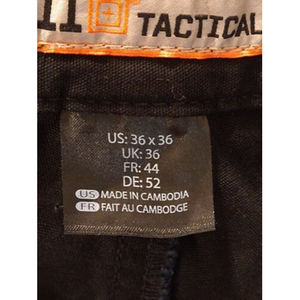 11 TACTICAL
US: 36 x 36
UK: 36
FR: 44
DE: 52
US MADE IN CAMBODIA
FR FAIT AU CAMBODGE